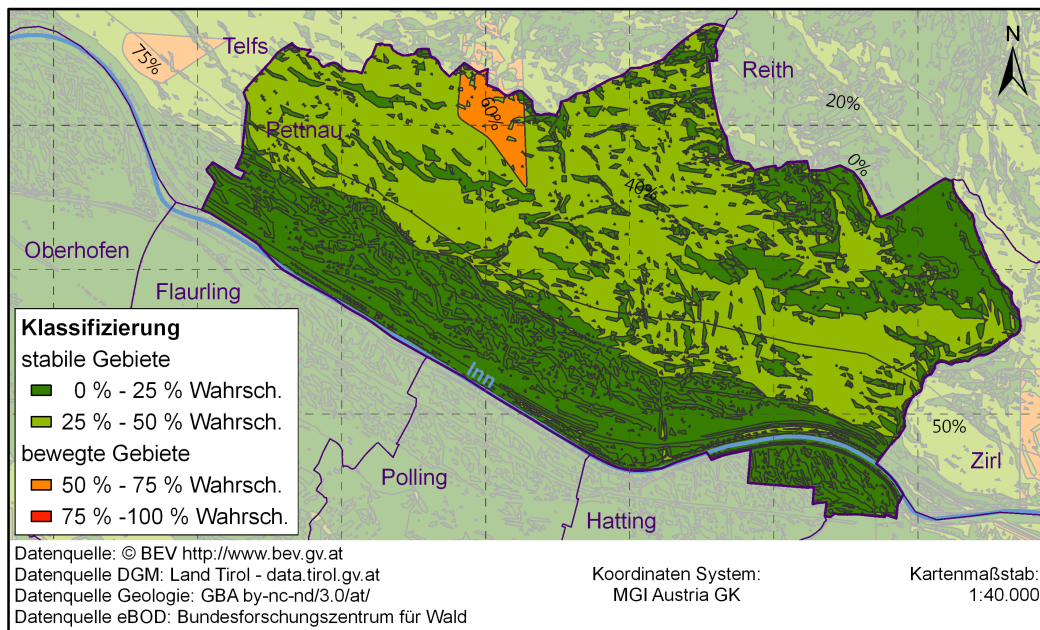 N
Telfs
75%
Reith
20%
60%
Pettnau
0%
40%
Oberhofen
Flaurling
Klassifizierung
stabile Gebiete
0 % - 25 % Wahrsch.
25 % - 50 % Wahrsch.
bewegte Gebiete
50 % - 75 % Wahrsch.
75 % -100 % Wahrsch.
Inn
50%
Zirl
Polling
Hatting
Datenquelle: © BEV http://www.bev.gv.at
Datenquelle DGM: Land Tirol - data.tirol.gv.at
Datenquelle Geologie: GBA by-nc-nd/3.0/at/
Datenquelle eBOD: Bundesforschungszentrum für Wald
Koordinaten System:
MGI Austria GK
Kartenmaßstab:
1:40.000